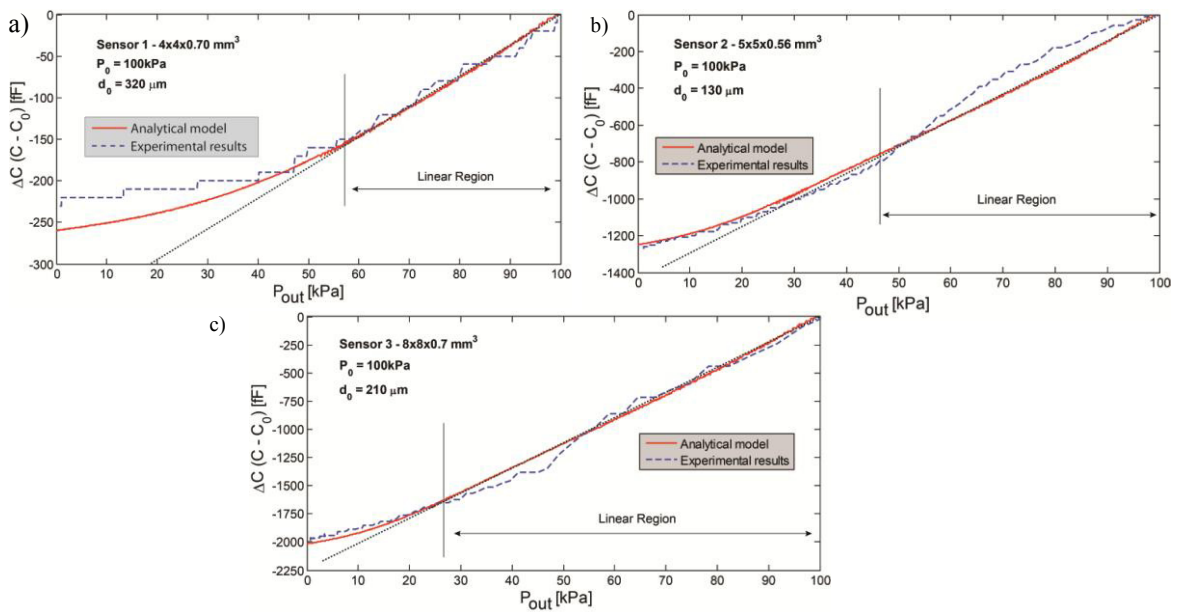 a)
Sensor 1 - 4x4x0.70 mm³
P₀ = 100kPa
d₀ = 320 μm
Analytical model
Experimental results
Linear Region
ΔC (C - C₀) [fF]
0
-50
-100
-150
-200
-250
-300
0 10 20 30 40 50 60 70 80 90 100
P_out [kPa]
b)
Sensor 2 - 5x5x0.56 mm³
P₀ = 100kPa
d₀ = 130 μm
Analytical model
Experimental results
Linear Region
ΔC (C - C₀) [fF]
0
-200
-400
-600
-800
-1000
-1200
-1400
0 10 20 30 40 50 60 70 80 90 100
P_out [kPa]
c)
Sensor 3 - 8x8x0.7 mm³
P₀ = 100kPa
d₀ = 210 μm
Analytical model
Experimental results
Linear Region
ΔC (C - C₀) [fF]
0
-250
-500
-750
-1000
-1250
-1500
-1750
-2000
-2250
0 10 20 30 40 50 60 70 80 90 100
P_out [kPa]